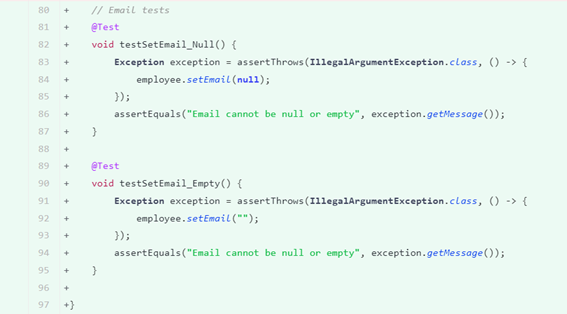 80 + // Email tests
81 + @Test
82 + void testSetEmail_Null() {
83 + Exception exception = assertThrows(IllegalArgumentException.class, () -> {
84 + employee.setEmail(null);
85 + });
86 + assertEquals("Email cannot be null or empty", exception.getMessage());
87 + }
88 +
89 + @Test
90 + void testSetEmail_Empty() {
91 + Exception exception = assertThrows(IllegalArgumentException.class, () -> {
92 + employee.setEmail("");
93 + });
94 + assertEquals("Email cannot be null or empty", exception.getMessage());
95 + }
96 +
97 +}